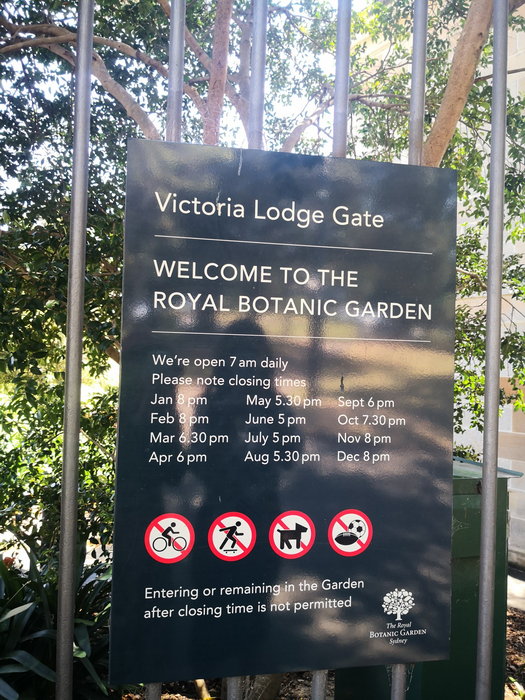 Victoria Lodge Gate
WELCOME TO THE
ROYAL BOTANIC GARDEN
We're open 7 am daily
Please note closing times
Jan 8 pm May 5.30 pm Sept 6 pm
Feb 8 pm June 5 pm Oct 7.30 pm
Mar 6.30 pm July 5 pm Nov 8 pm
Apr 6 pm Aug 5.30 pm Dec 8 pm
Entering or remaining in the Garden
after closing time is not permitted
The Royal
BOTANIC GARDEN
Sydney